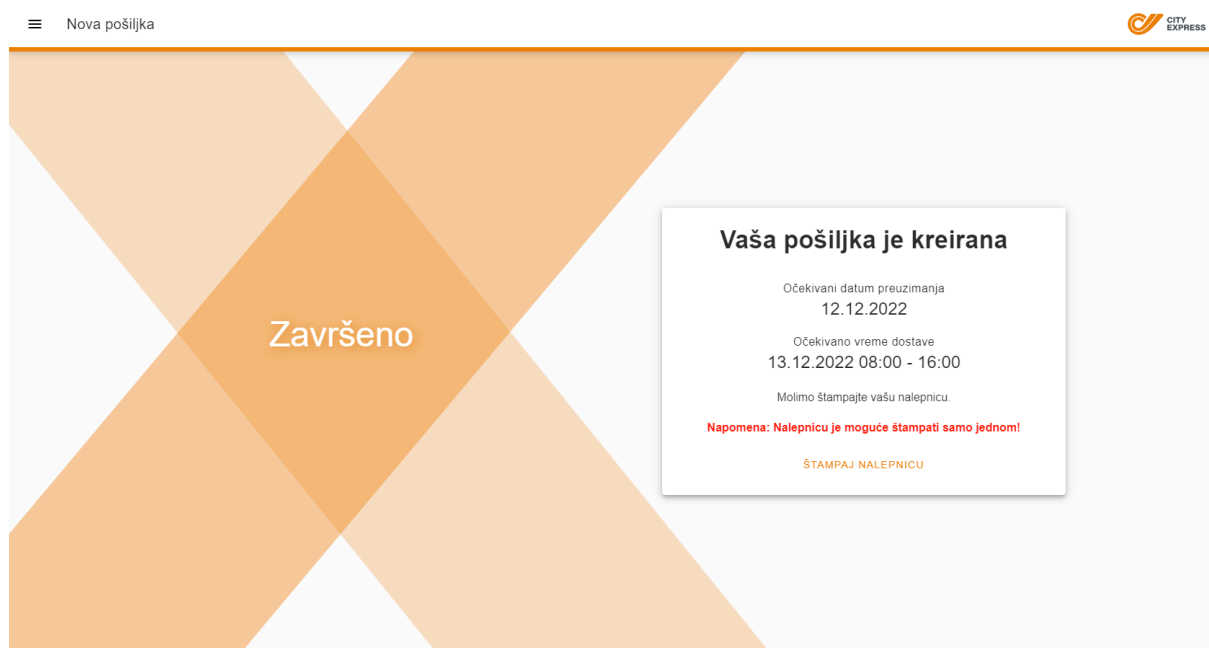 Nova pošiljka
CITY
EXPRESS
Završeno
Vaša pošiljka je kreirana
Očekivani datum preuzimanja
12.12.2022
Očekivano vreme dostave
13.12.2022 08:00 - 16:00
Molimo štampajte vašu nalepnicu.
Napomena: Nalepnicu je moguće štampati samo jednom!
ŠTAMPAJ NALEPNICU